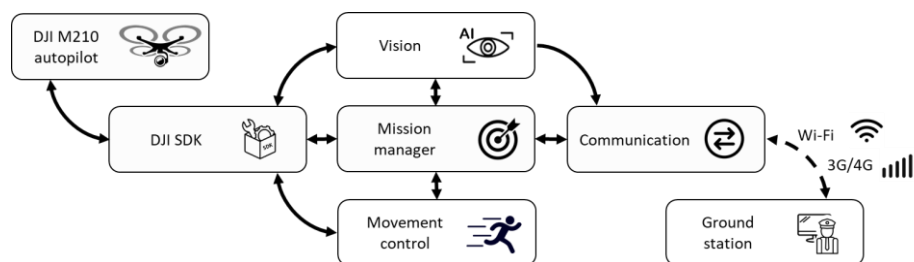 DJI M210
autopilot
Vision
AI
DJI SDK
SDK
Mission
manager
Communication
Wi-Fi
3G/4G
Movement
control
Ground
station